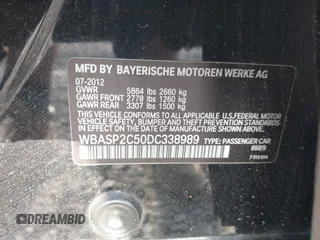 MFD BY BAYERISCHE MOTOREN WERKE AG
07-2012
GVWR 5864 lbs 2660 kg
GAWR FRONT 2778 lbs 1260 kg
GAWR REAR 3307 lbs 1500 kg
THIS VEHICLE CONFORMS TO ALL APPLICABLE U.S. FEDERAL MOTOR
VEHICLE SAFETY, BUMPER, AND THEFT PREVENTION STANDARDS
IN EFFECT ON THE DATE OF MANUFACTURE SHOWN ABOVE.
WBASP2C50DC338989 TYPE: PASSENGER CAR
DREAMBID